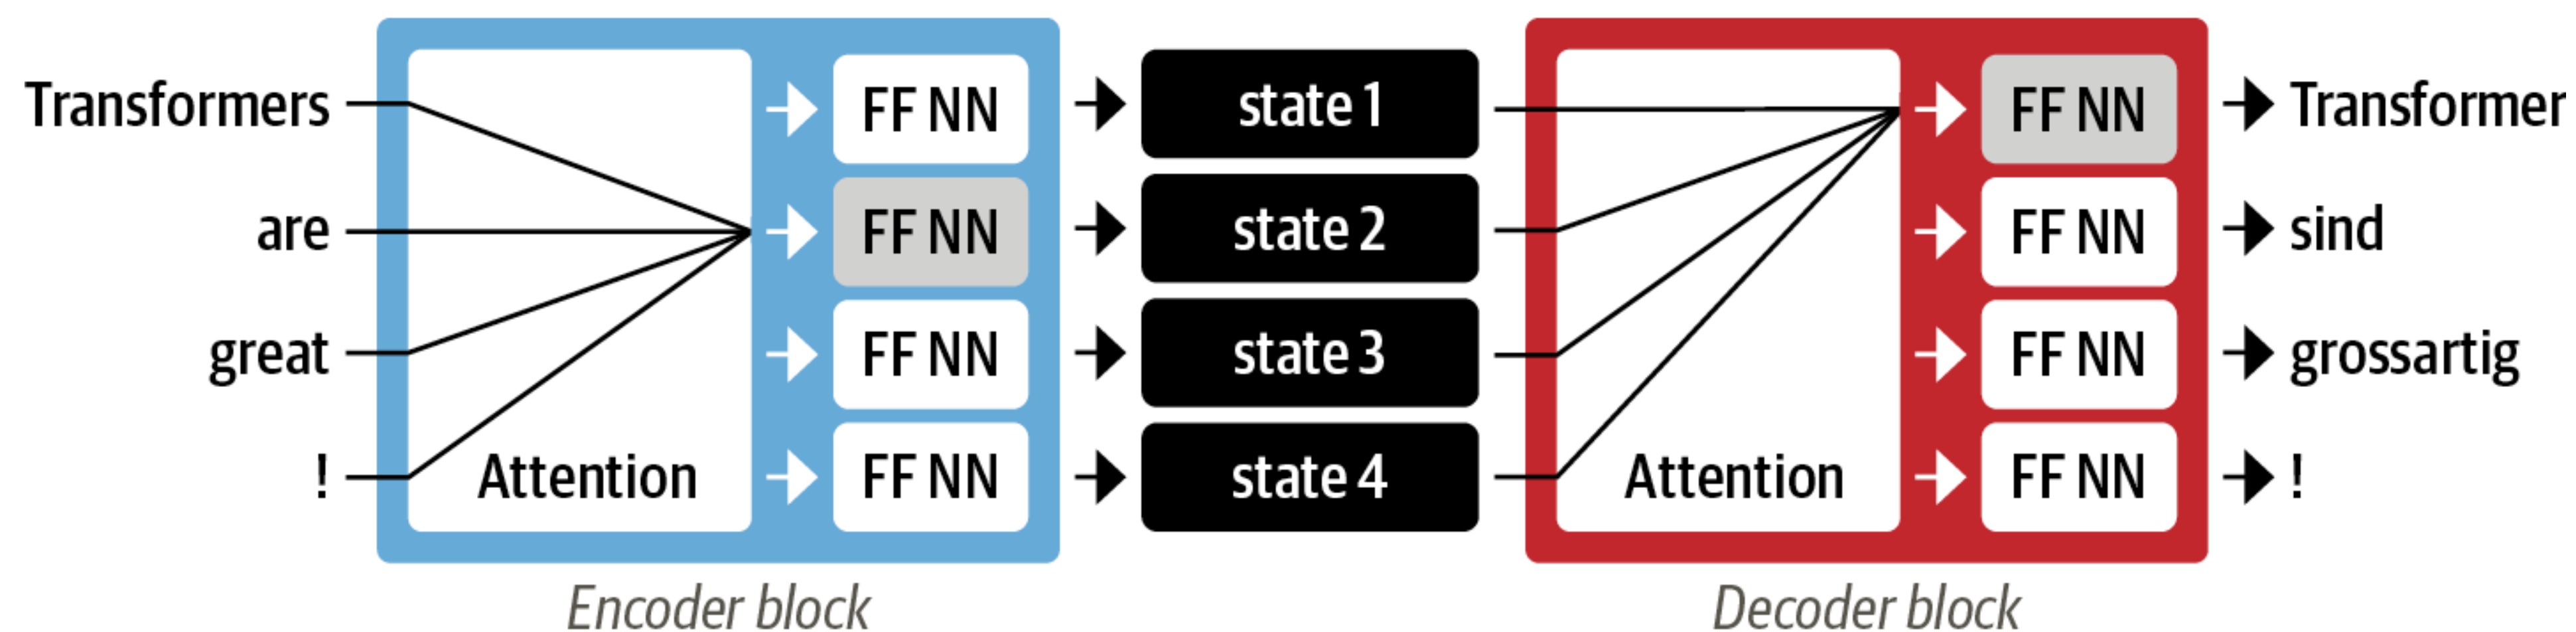 Transformers FF NN state 1 FF NN Transformer
are FF NN state 2 FF NN sind
great FF NN state 3 FF NN grossartig
! Attention FF NN state 4 Attention FF NN !
Encoder block Decoder block